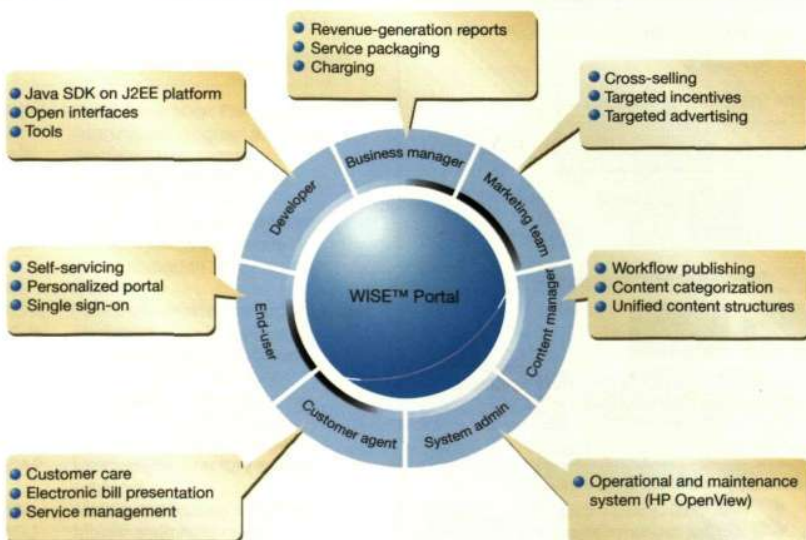 Revenue-generation reports
Service packaging
Charging
Java SDK on J2EE platform
Open interfaces
Tools
Cross-selling
Targeted incentives
Targeted advertising
Business manager
Developer
Marketing team
Self-servicing
Personalized portal
Single sign-on
End-user
WISE™ Portal
Content manager
Workflow publishing
Content categorization
Unified content structures
Customer agent
System admin
Customer care
Electronic bill presentation
Service management
Operational and maintenance
system (HP OpenView)